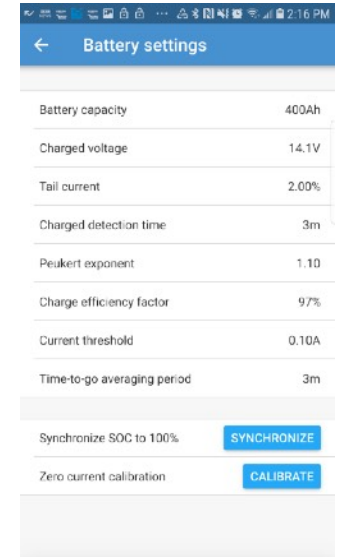 2:16 PM
Battery settings
Battery capacity 400Ah
Charged voltage 14.1V
Tail current 2.00%
Charged detection time 3m
Peukert exponent 1.10
Charge efficiency factor 97%
Current threshold 0.10A
Time-to-go averaging period 3m
Synchronize SOC to 100% SYNCHRONIZE
Zero current calibration CALIBRATE